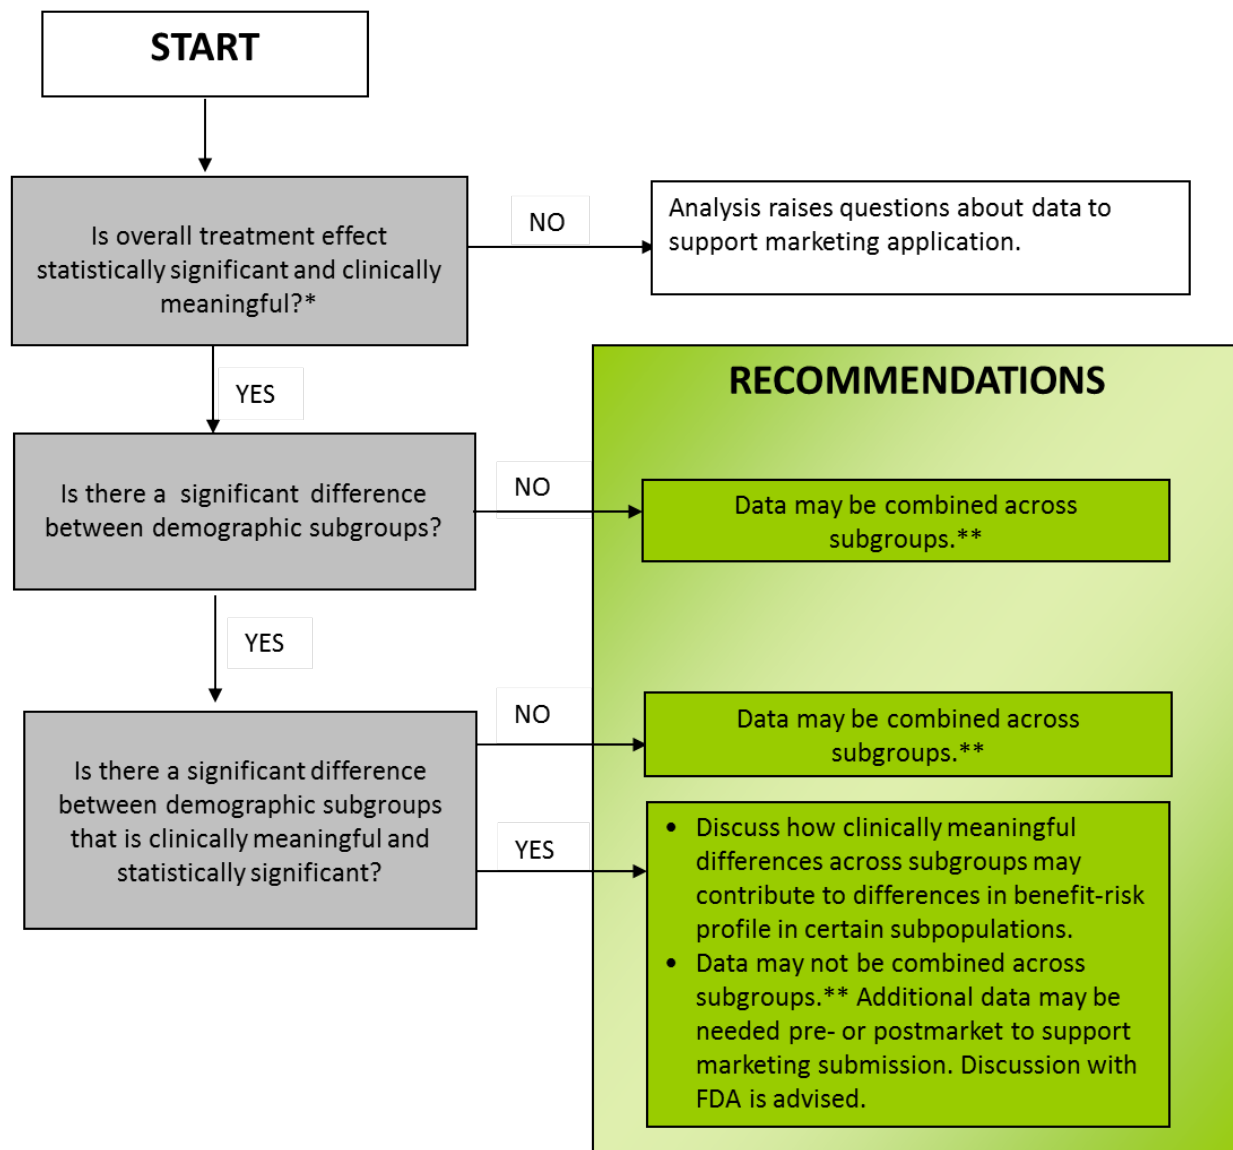 START
Is overall treatment effect
statistically significant and clinically
meaningful?*
NO
Analysis raises questions about data to
support marketing application.
YES
RECOMMENDATIONS
Is there a significant difference
between demographic subgroups?
NO
Data may be combined across
subgroups.**
YES
Is there a significant difference
between demographic subgroups
that is clinically meaningful and
statistically significant?
NO
Data may be combined across
subgroups.**
YES
• Discuss how clinically meaningful
differences across subgroups may
contribute to differences in benefit-risk
profile in certain subpopulations.
• Data may not be combined across
subgroups.** Additional data may be
needed pre- or postmarket to support
marketing submission. Discussion with
FDA is advised.